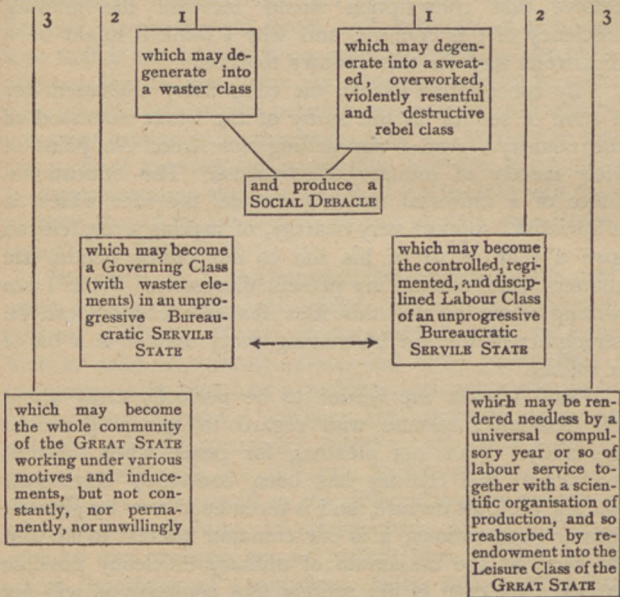 3 2 1 1 2 3
which may de-
generate into
a waster class
which may degen-
erate into a sweat-
ed, overworked,
violently resentful
and destructive
rebel class
and produce a
SOCIAL DEBACLE
which may become
a Governing Class
(with waster ele-
ments) in an unpro-
gressive Bureau-
cratic SERVILE
STATE
which may become
the controlled, regi-
mented, and discip-
lined Labour Class
of an unprogressive
Bureaucratic
SERVILE STATE
which may become
the whole community
of the GREAT STATE
working under various
motives and induce-
ments, but not con-
stantly, nor perma-
nently, nor unwillingly
which may be ren-
dered needless by a
universal compul-
sory year or so of
labour service to-
gether with a scien-
tific organisation of
production, and so
reabsorbed by re-
endowment into the
Leisure Class of the
GREAT STATE